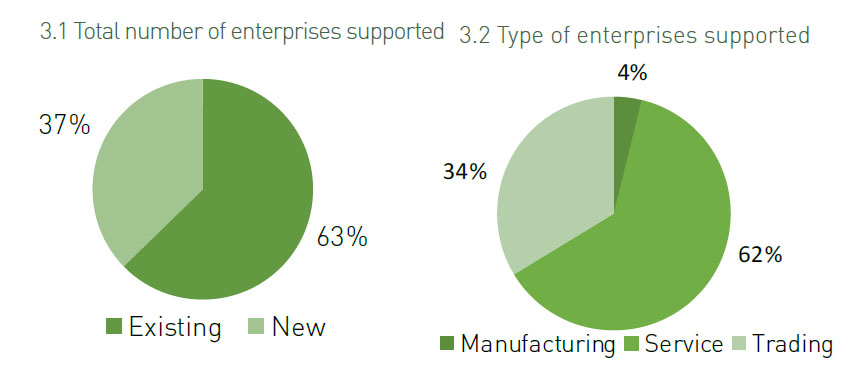 3.1 Total number of enterprises supported
37%
63%
Existing New
3.2 Type of enterprises supported
4%
34%
62%
Manufacturing Service Trading